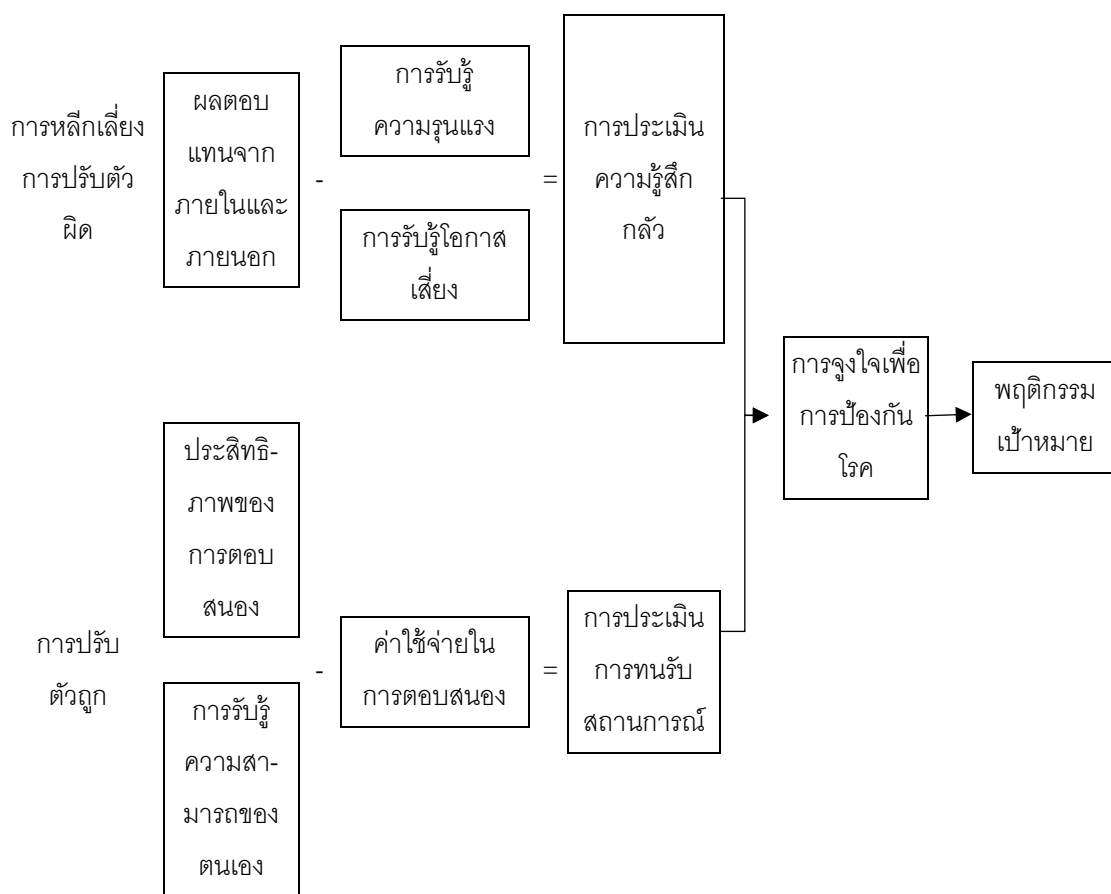 การหลีกเลี่ยง
การปรับตัว
ผิด
ผลตอบ
แทนจาก
ภายในและ
ภายนอก
-
การรับรู้
ความรุนแรง
การรับรู้โอกาส
เสี่ยง
=
การประเมิน
ความรู้สึก
กลัว
การปรับ
ตัวถูก
ประสิทธิ-
ภาพของ
การตอบ
สนอง
การรับรู้
ความสา-
มารถของ
ตนเอง
-
ค่าใช้จ่ายใน
การตอบสนอง
=
การประเมิน
การทนรับ
สถานการณ์
การจูงใจเพื่อ
การป้องกัน
โรค
พฤติกรรม
เป้าหมาย